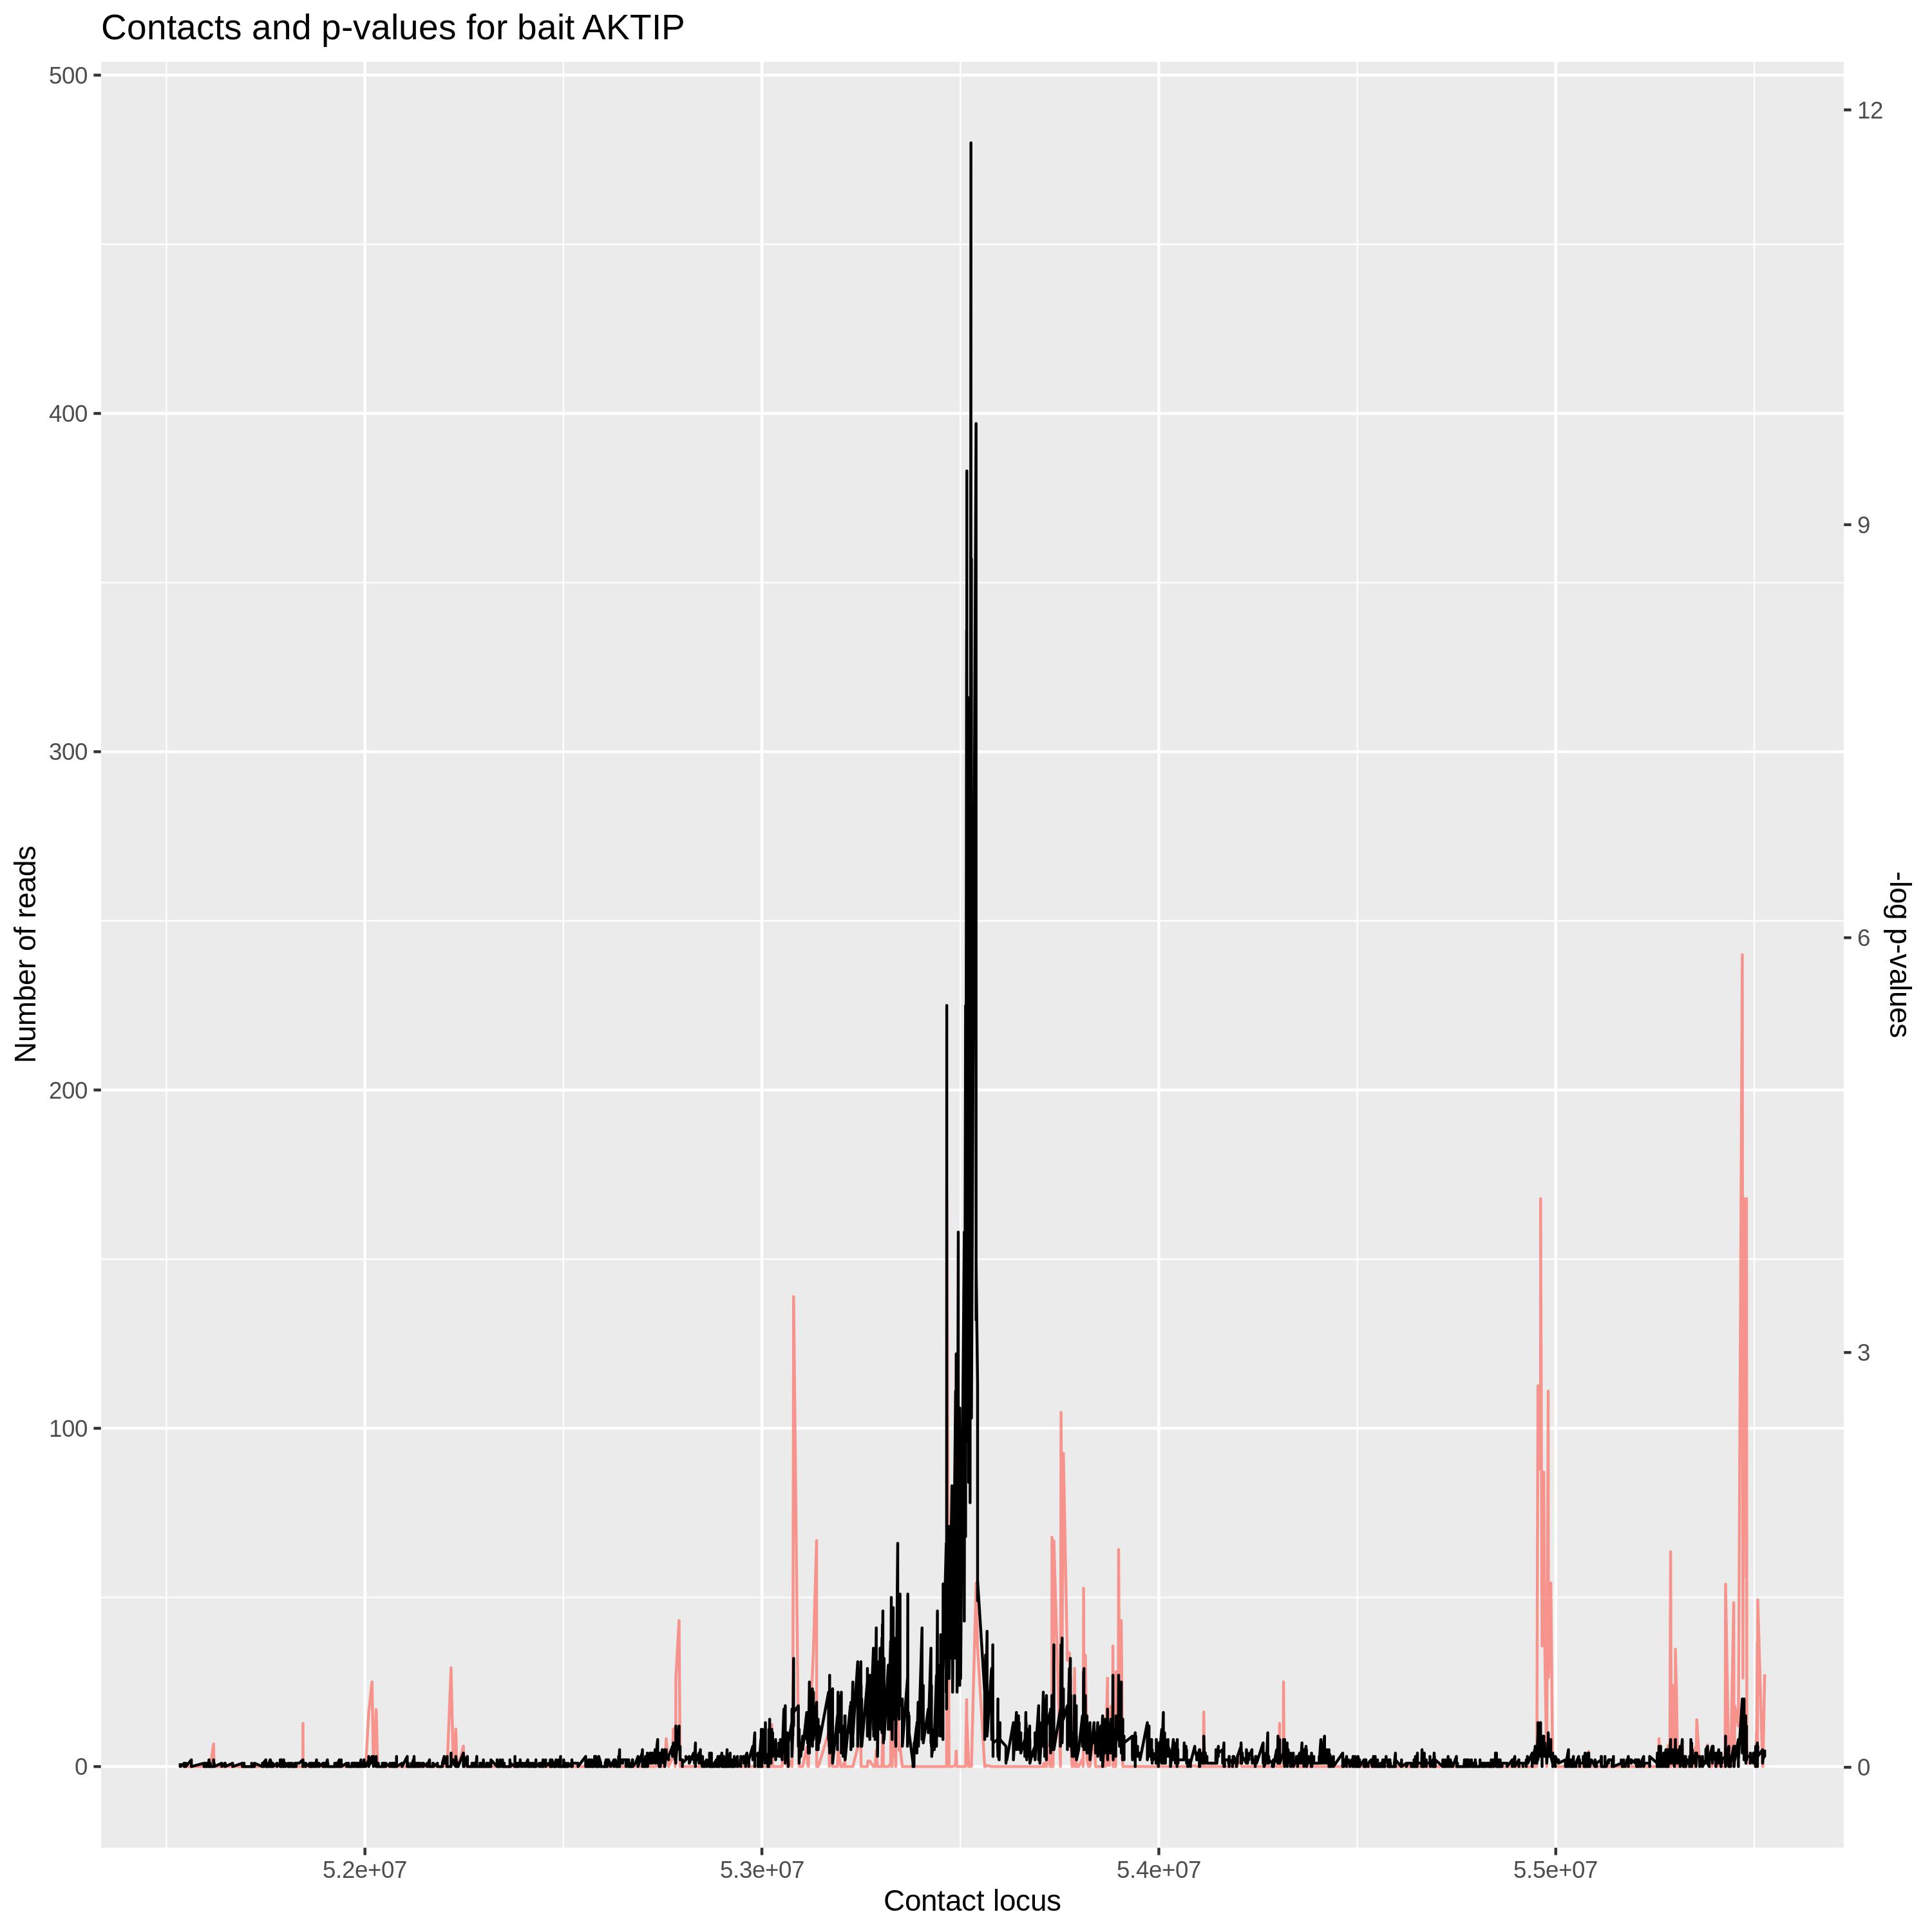 Contacts and p-values for bait AKTIP
500
400
300
200
100
0
12
9
6
3
0
Number of reads
-log p-values
5.2e+07
5.3e+07
5.4e+07
5.5e+07
Contact locus